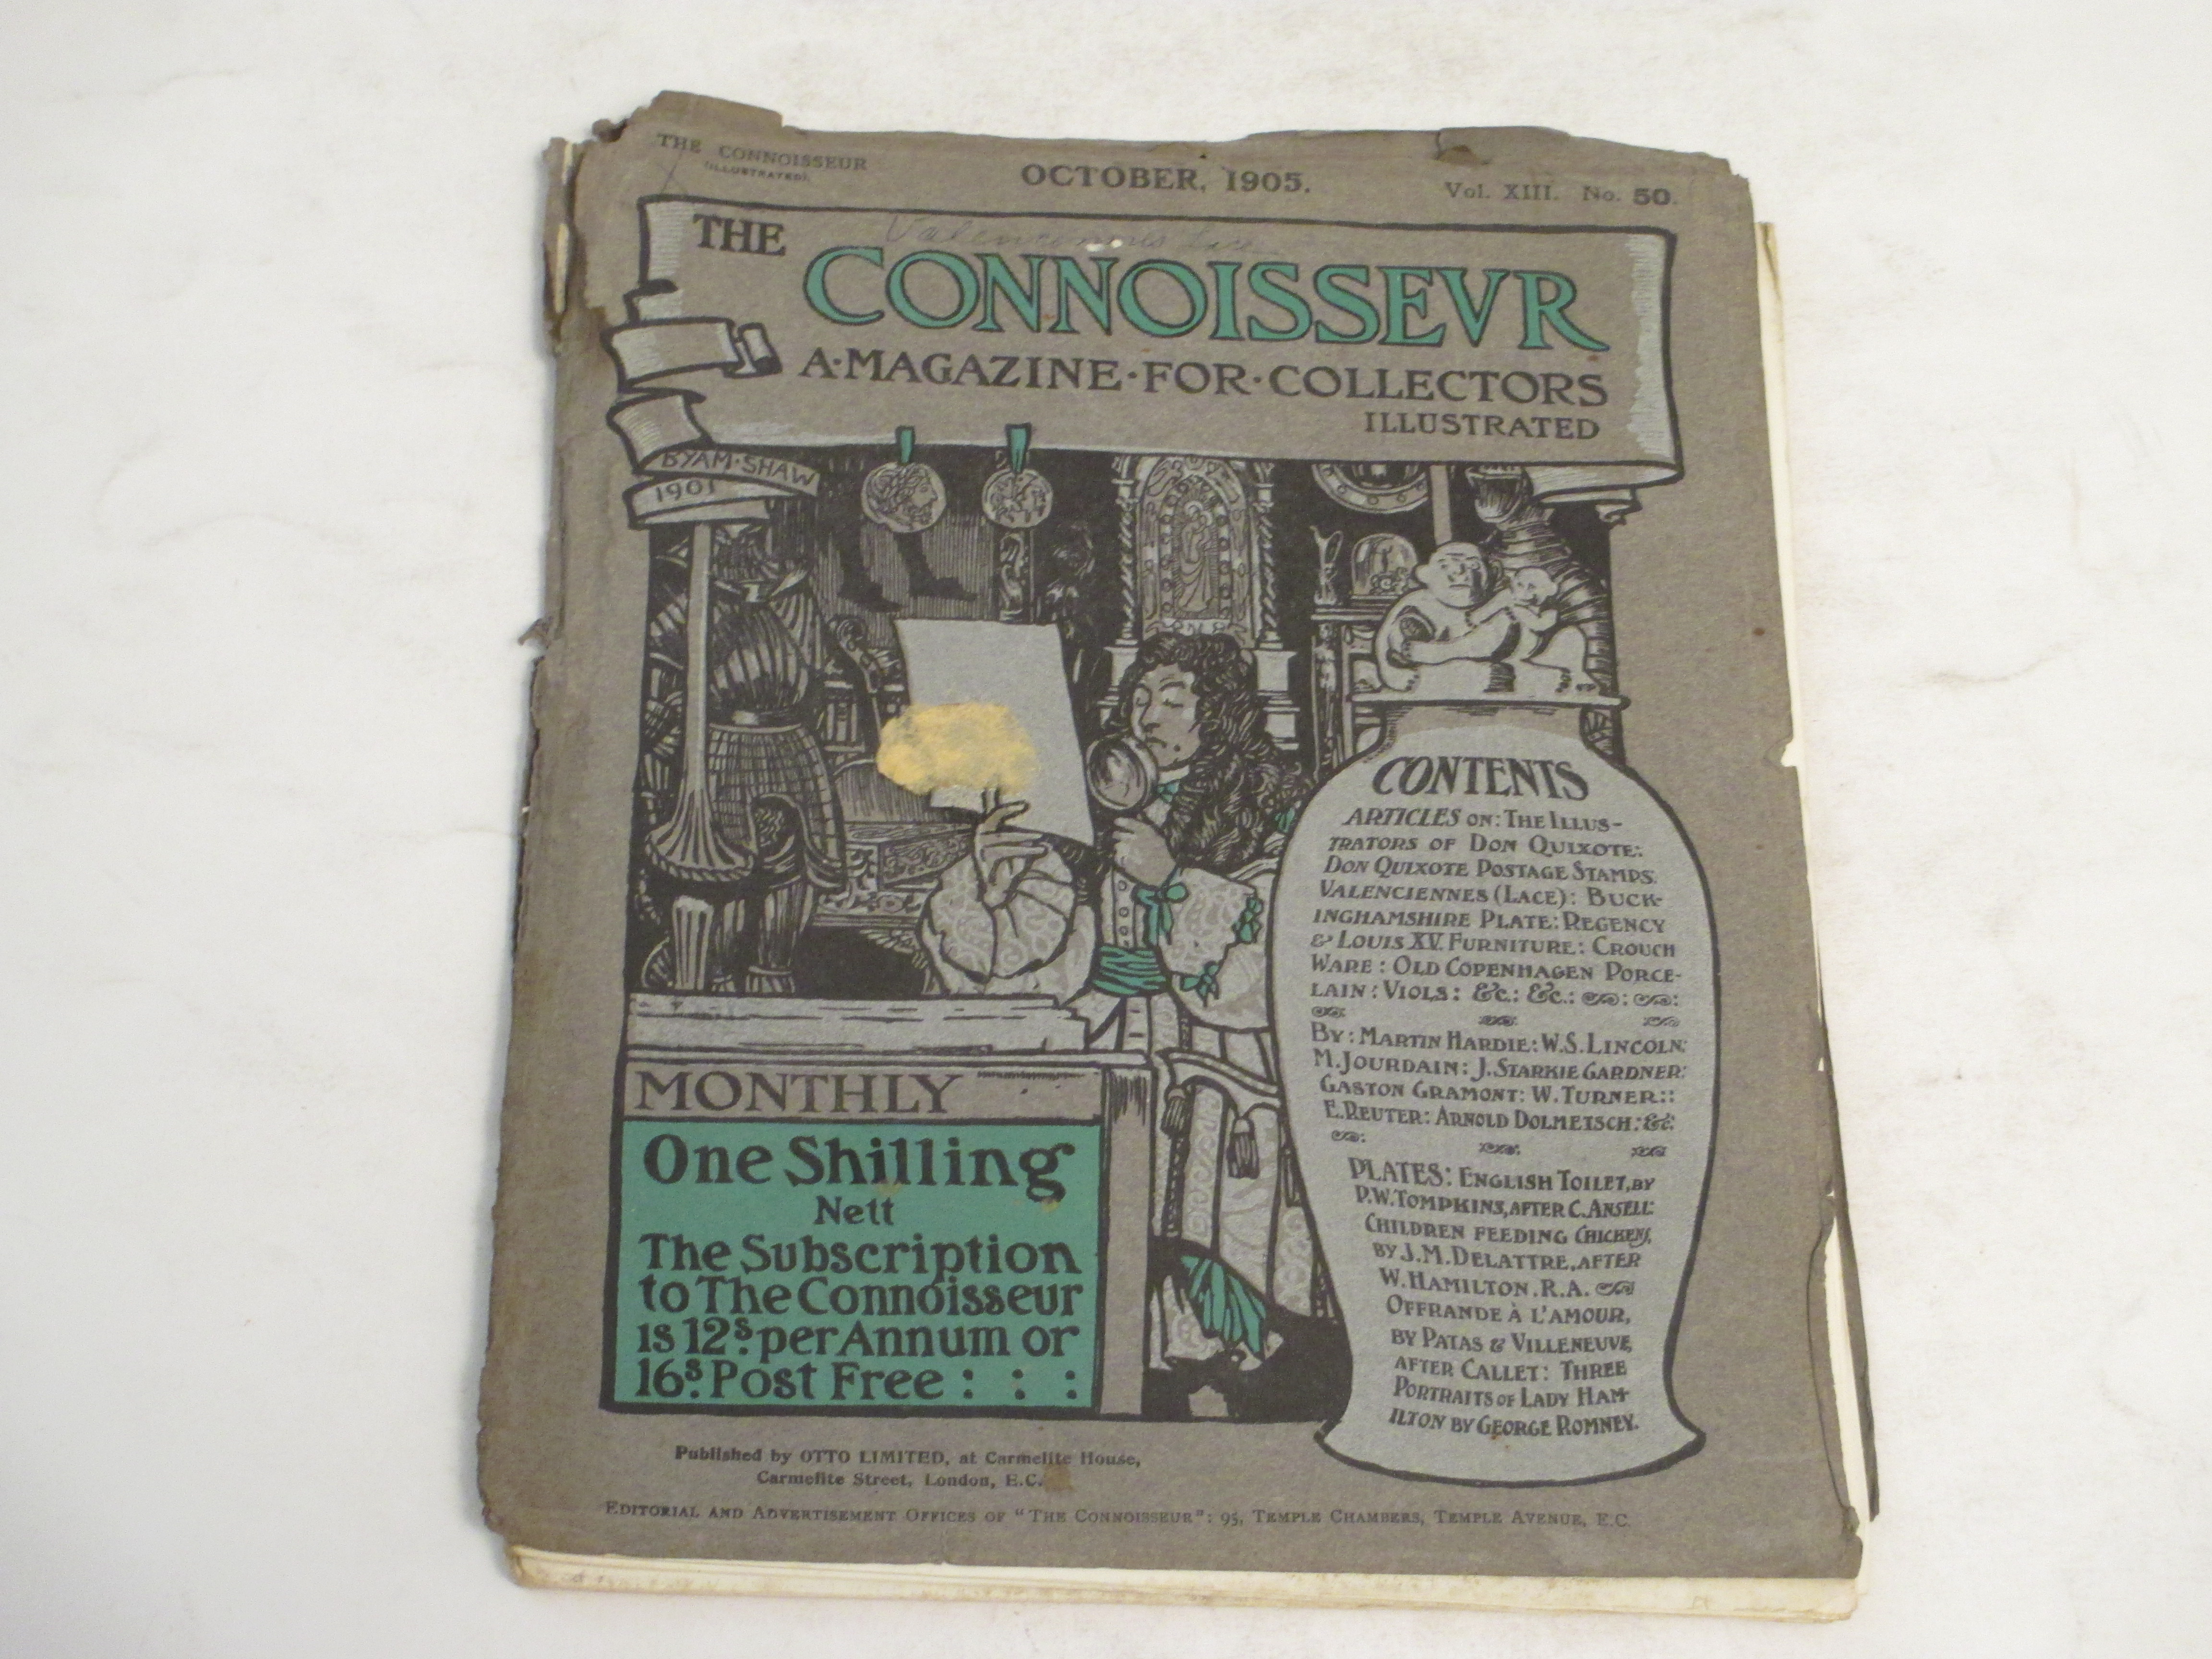 THE CONNOISSEUR
(ILLUSTRATED).
OCTOBER, 1905.
Vol. XIII. No. 50.
Valenciennes Lace
THE
CONNOISSEVR
A·MAGAZINE·FOR·COLLECTORS
ILLUSTRATED
BYAM·SHAW
1901
CONTENTS
ARTICLES ON: THE ILLUS-
TRATORS OF DON QUIXOTE:
DON QUIXOTE POSTAGE STAMPS:
VALENCIENNES (LACE): BUCK-
INGHAMSHIRE PLATE: REGENCY
& LOUIS XV. FURNITURE: CROUCH
WARE: OLD COPENHAGEN PORCE-
LAIN: VIOLS: &c.: &c.:
BY: MARTIN HARDIE: W.S. LINCOLN:
M. JOURDAIN: J. STARKIE GARDNER:
GASTON GRAMONT: W. TURNER::
E. REUTER: ARNOLD DOLMETSCH: &c:
PLATES: ENGLISH TOILET, BY
P.W. TOMPKINS, AFTER C. ANSELL:
CHILDREN FEEDING CHICKENS,
BY J.M. DELATTRE, AFTER
W. HAMILTON. R.A.
OFFRANDE À L'AMOUR,
BY PATAS & VILLENEUVE,
AFTER CALLET: THREE
PORTRAITS OF LADY HAM-
ILTON BY GEORGE ROMNEY.
MONTHLY
One Shilling
Nett
The Subscription
to The Connoisseur
is 12s. per Annum or
16s. Post Free : : :
Published by OTTO LIMITED, at Carmelite House,
Carmelite Street, London, E.C.
EDITORIAL AND ADVERTISEMENT OFFICES OF "THE CONNOISSEUR": 95, TEMPLE CHAMBERS, TEMPLE AVENUE, E.C.